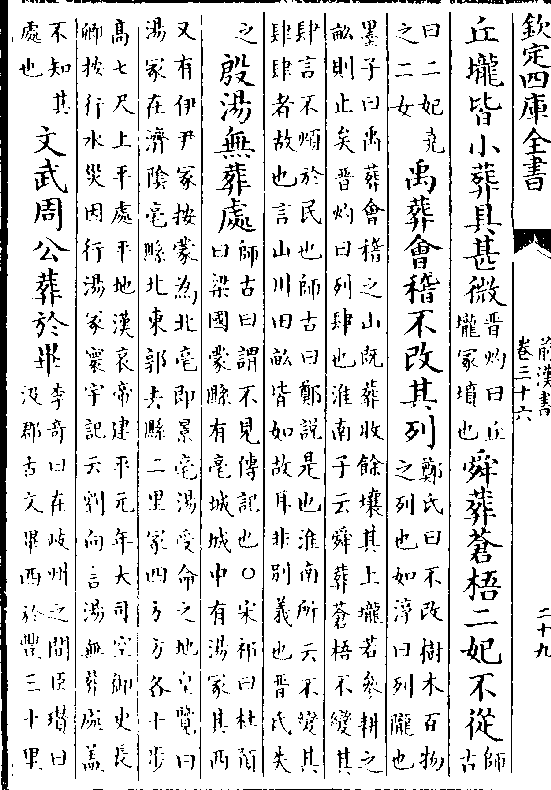 欽定四庫全書
前漢書
卷三十六
二十九
丘壠皆小葬具甚微晉灼曰丘壠冢墳也舜葬蒼梧二妃不從師古
曰二妃堯之二女禹葬會稽不改其列鄭氏曰不改樹木百物之列也如淳曰列隴也
墨子曰禹葬會稽之山既葬收餘壤其上壠若參耕之畝則止矣晉灼曰列肆也淮南子云舜葬蒼梧不變其
肆言不煩於民也師古曰鄭說是也淮南所云不變其肆肆者故也言山川田畝皆如故耳非别義也晉氏失
之殷湯無葬處師古曰謂不見傳記也○宋祁曰杜預曰梁國蒙縣有亳城城中有湯冢其西
又有伊尹冢按蒙為北亳即景亳湯受命之地皇覽曰湯冢在濟陰亳縣北東郭去縣二里冢四方方各十步
高七尺上平處平地漢哀帝建平元年大司空御史長卿按行水災因行湯冢寰宇記云劉向言湯無葬處蓋
不知其處也文武周公葬於畢李奇曰在岐州之間臣瓚曰汲郡古文畢西於豐三十里